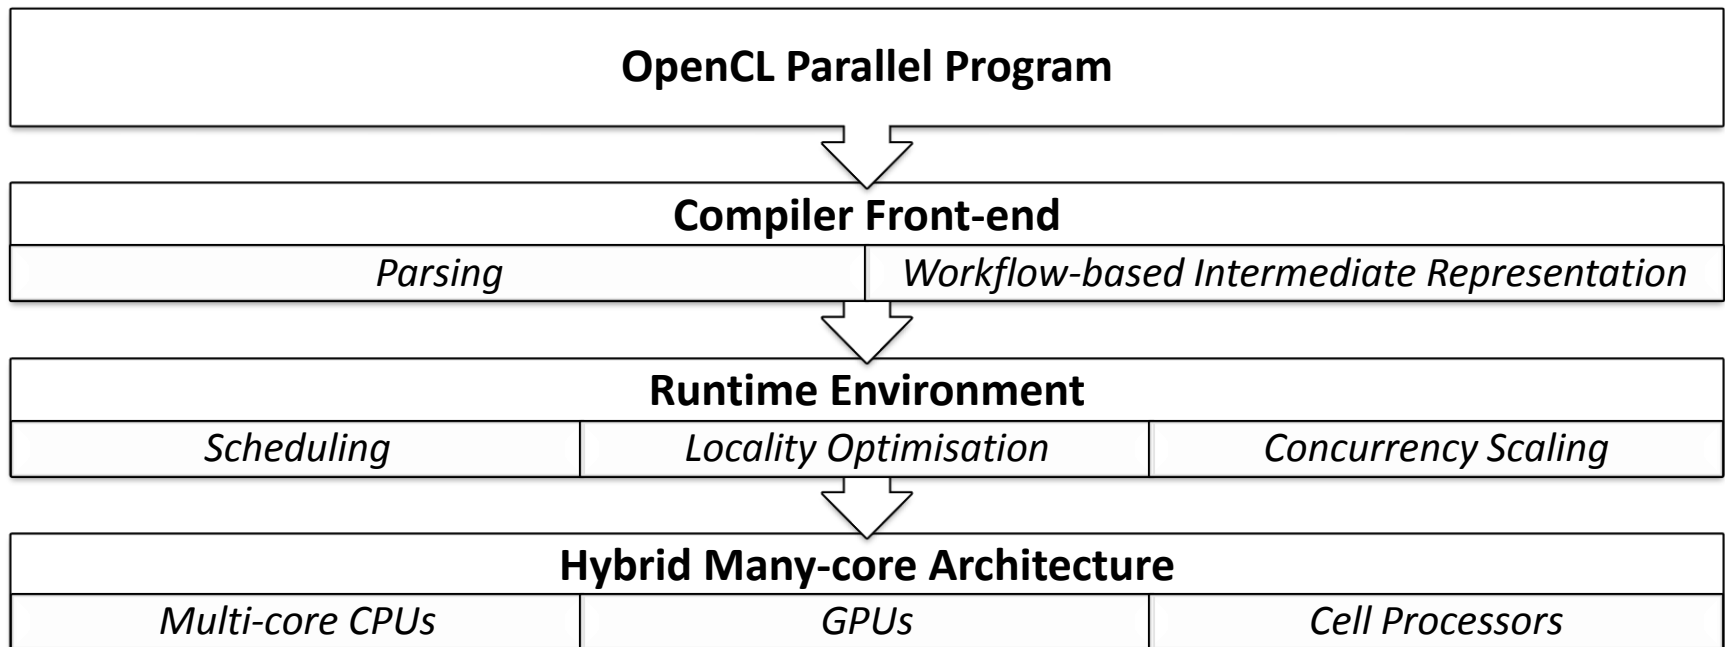 OpenCL Parallel Program
Compiler Front-end
Parsing
Workflow-based Intermediate Representation
Runtime Environment
Scheduling
Locality Optimisation
Concurrency Scaling
Hybrid Many-core Architecture
Multi-core CPUs
GPUs
Cell Processors